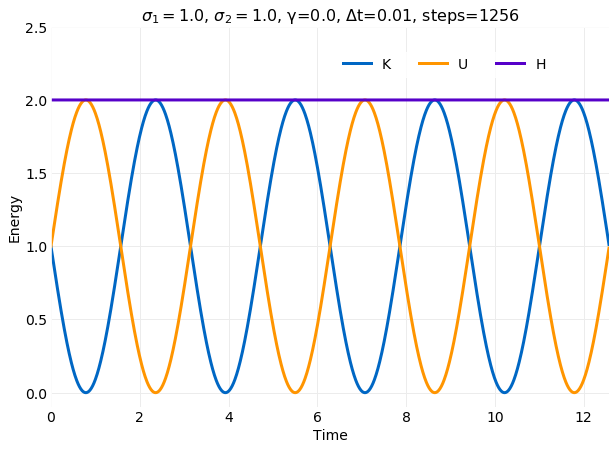 σ₁ = 1.0, σ₂ = 1.0, γ=0.0, Δt=0.01, steps=1256
K U H
2.5
2.0
1.5
1.0
0.5
0.0
Energy
0 2 4 6 8 10 12
Time